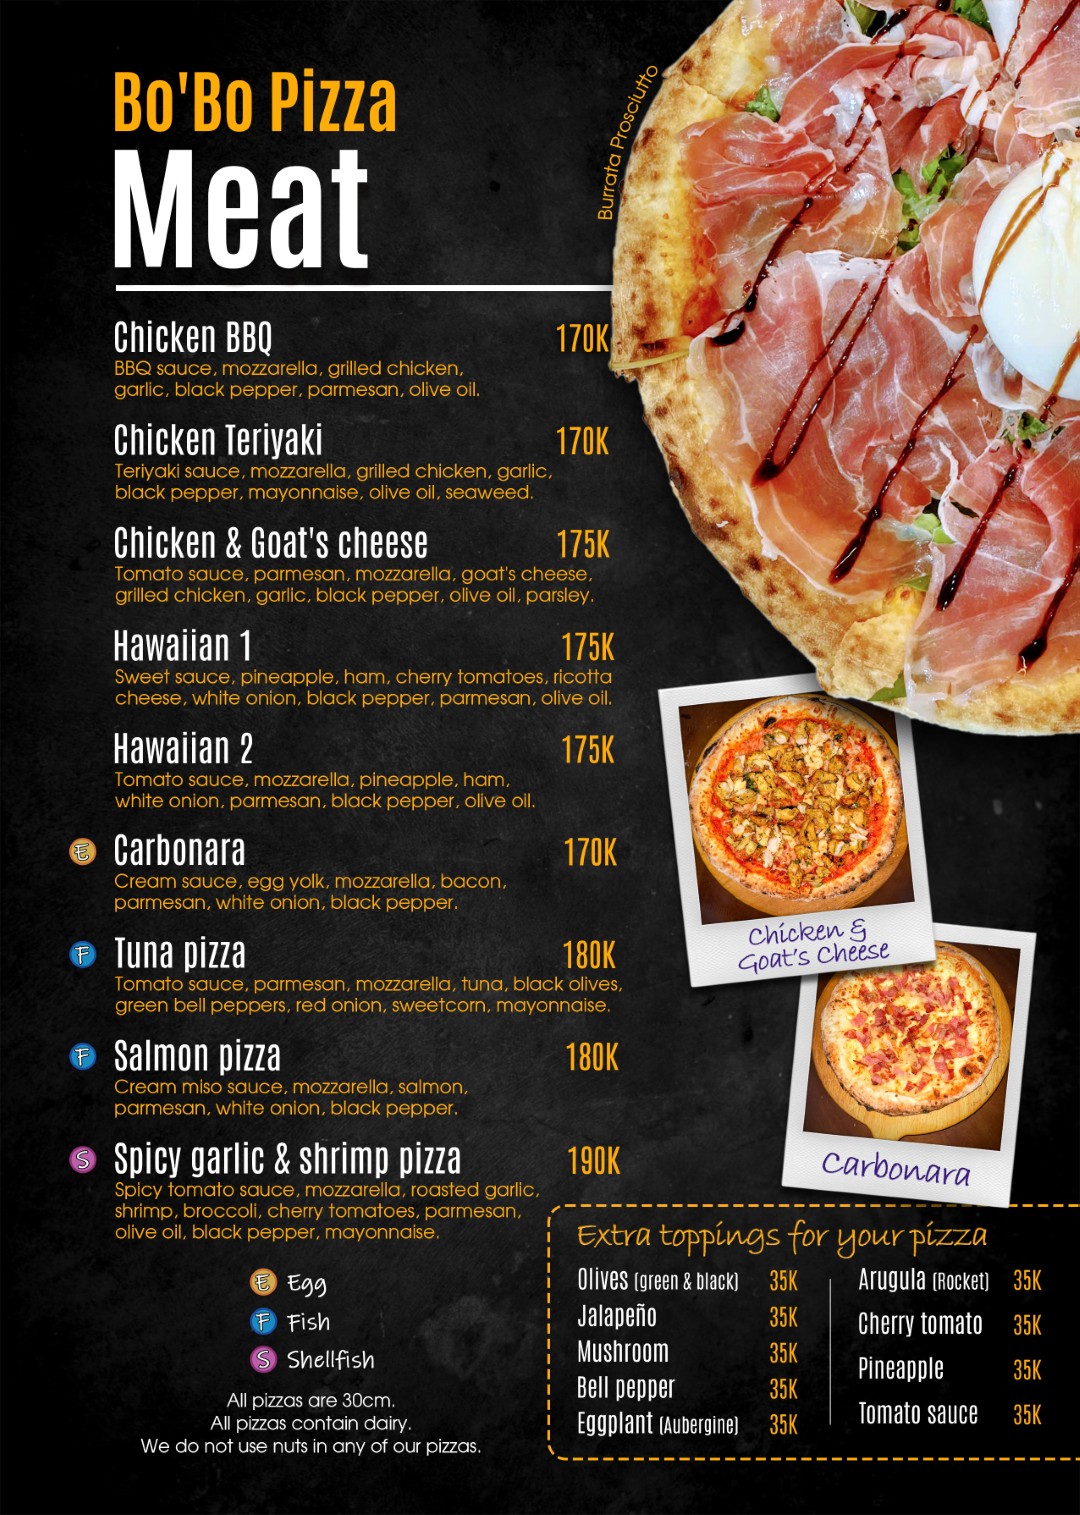 Bo'Bo Pizza
Meat
Burrata Prosciutto
Chicken BBQ 170K
BBQ sauce, mozzarella, grilled chicken,
garlic, black pepper, parmesan, olive oil.
Chicken Teriyaki 170K
Teriyaki sauce, mozzarella, grilled chicken, garlic,
black pepper, mayonnaise, olive oil, seaweed.
Chicken & Goat's cheese 175K
Tomato sauce, parmesan, mozzarella, goat's cheese,
grilled chicken, garlic, black pepper, olive oil, parsley.
Hawaiian 1 175K
Sweet sauce, pineapple, ham, cherry tomatoes, ricotta
cheese, white onion, black pepper, parmesan, olive oil.
Hawaiian 2 175K
Tomato sauce, mozzarella, pineapple, ham,
white onion, parmesan, black pepper, olive oil.
E Carbonara 170K
Cream sauce, egg yolk, mozzarella, bacon,
parmesan, white onion, black pepper.
F Tuna pizza 180K
Tomato sauce, parmesan, mozzarella, tuna, black olives,
green bell peppers, red onion, sweetcorn, mayonnaise.
F Salmon pizza 180K
Cream miso sauce, mozzarella, salmon,
parmesan, white onion, black pepper.
S Spicy garlic & shrimp pizza 190K
Spicy tomato sauce, mozzarella, roasted garlic,
shrimp, broccoli, cherry tomatoes, parmesan,
olive oil, black pepper, mayonnaise.
E Egg
F Fish
S Shellfish
All pizzas are 30cm.
All pizzas contain dairy.
We do not use nuts in any of our pizzas.
Chicken &
Goat's Cheese
Carbonara
Extra toppings for your pizza
Olives (green & black) 35K
Jalapeño 35K
Mushroom 35K
Bell pepper 35K
Eggplant (Aubergine) 35K
Arugula (Rocket) 35K
Cherry tomato 35K
Pineapple 35K
Tomato sauce 35K